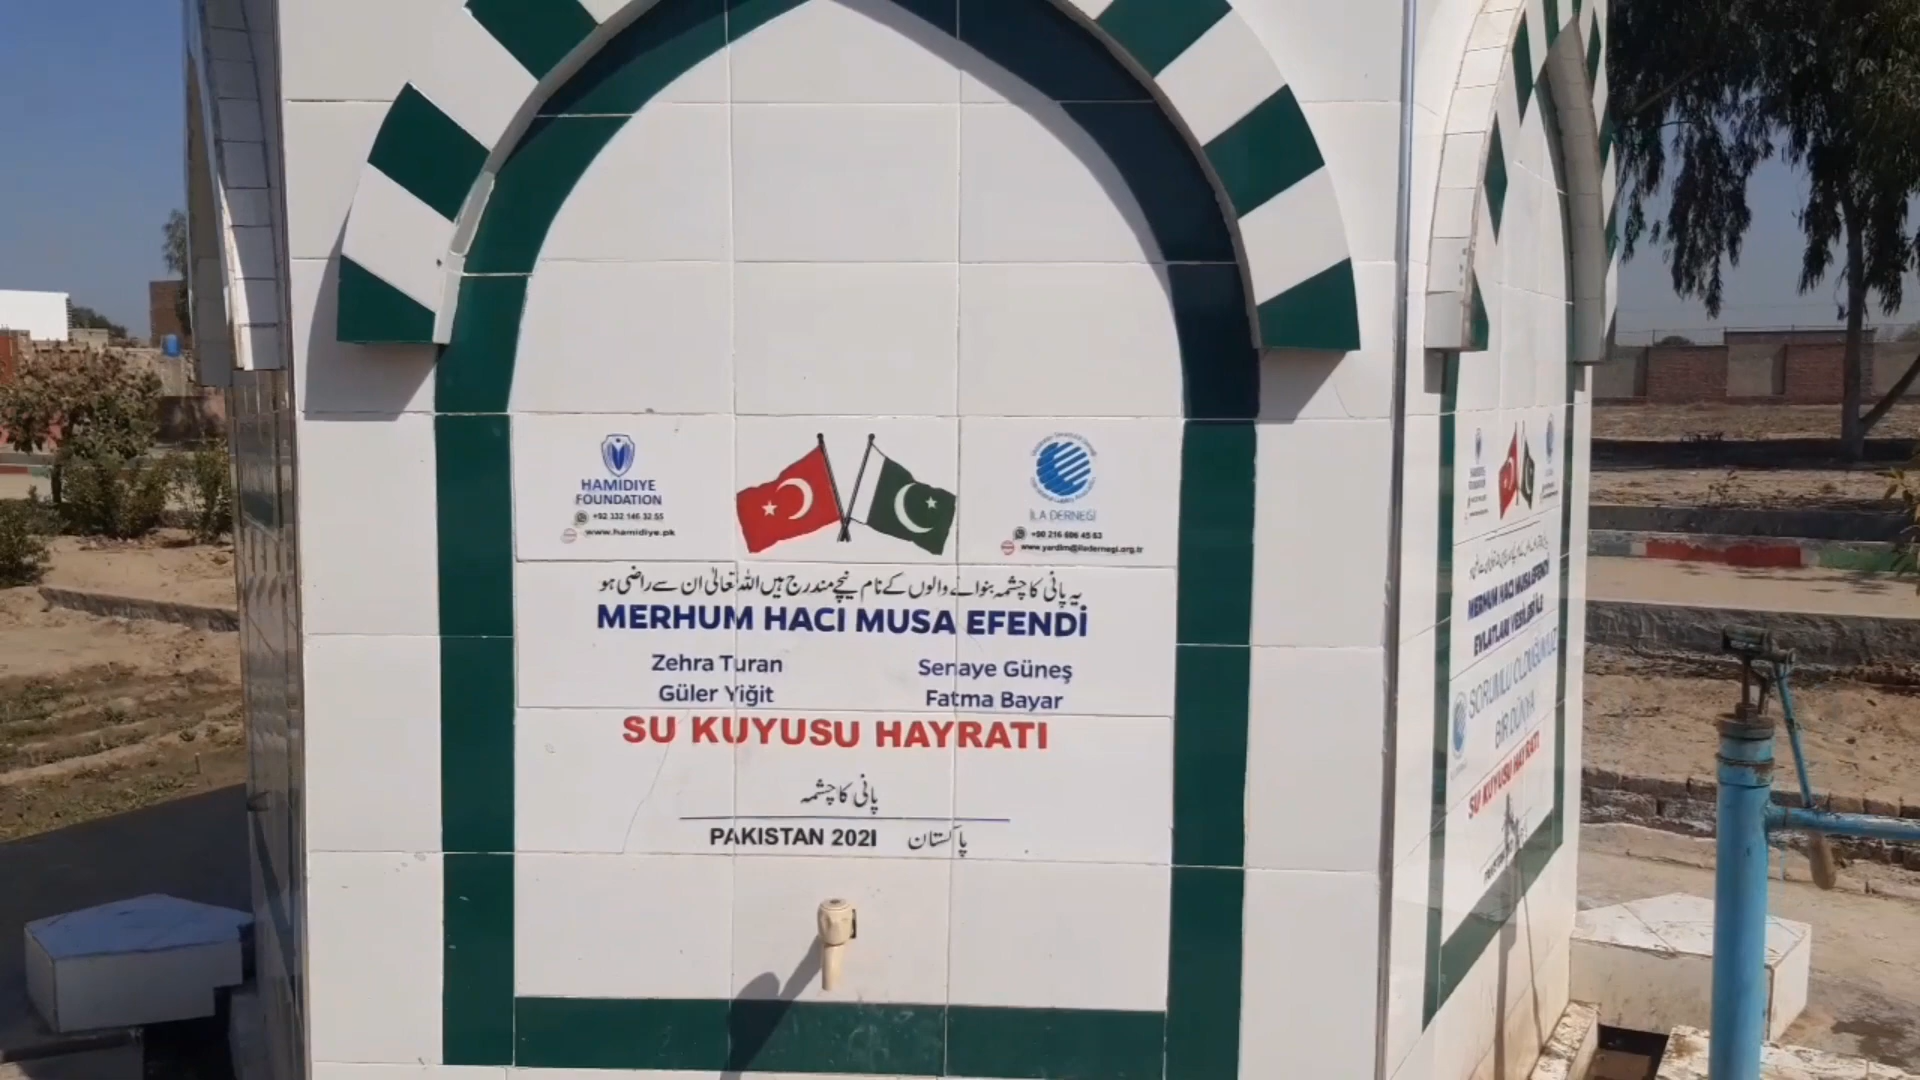 HAMIDIYE
FOUNDATION
+92 332 146 32 55
www.hamidiye.pk
İLA DERNEĞİ
+90 216 606 45 63
www.yardim@iladernegi.org.tr
یہ پانی کا چشمہ بنوانے والوں کے نام نیچے مندرج ہیں اللہ تعالیٰ ان سے راضی ہو
MERHUM HACI MUSA EFENDİ
Zehra Turan Senaye Güneş
Güler Yiğit Fatma Bayar
SU KUYUSU HAYRATI
پانی کا چشمہ
PAKISTAN 2021 پاکستان
HAMIDIYE
FOUNDATION
MERHUM HACI MUSA EFENDİ
EVLATLARI VESİLESİ İLE
SORUMLU OLDUĞUMUZ
BİR DÜNYA
SU KUYUSU HAYRATI